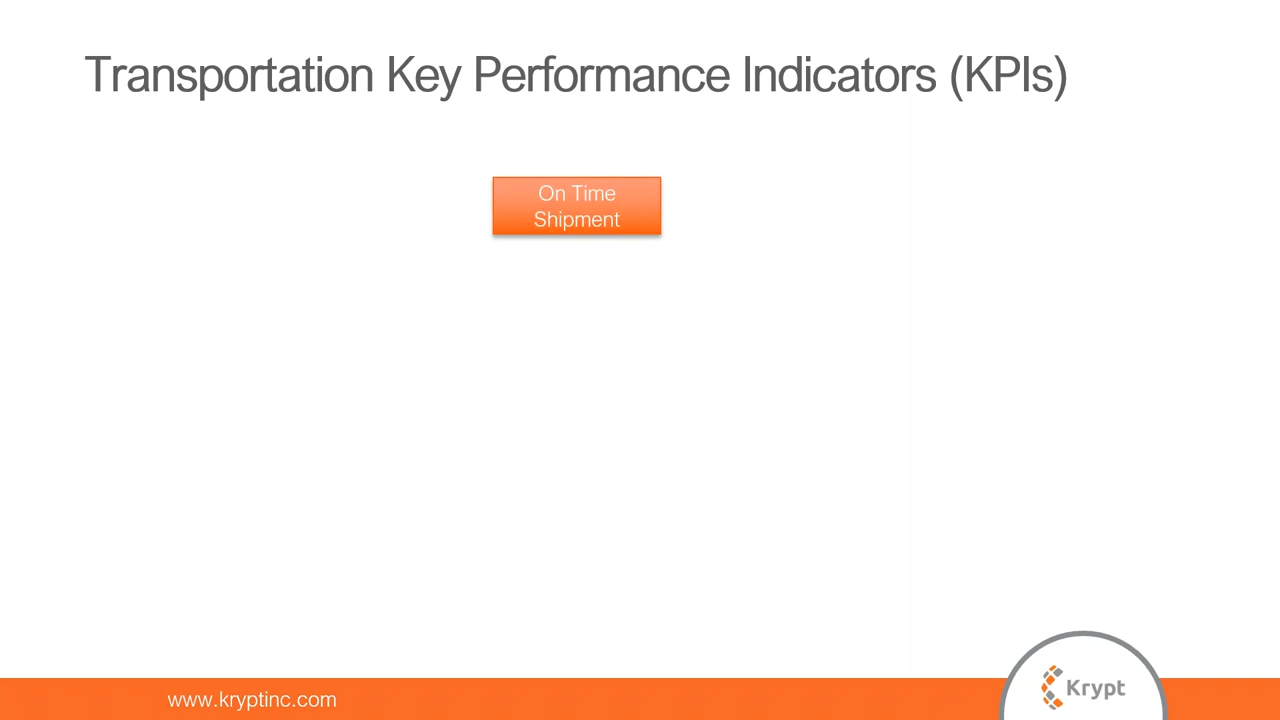 Transportation Key Performance Indicators (KPIs)
On Time
Shipment
www.kryptinc.com
Krypt